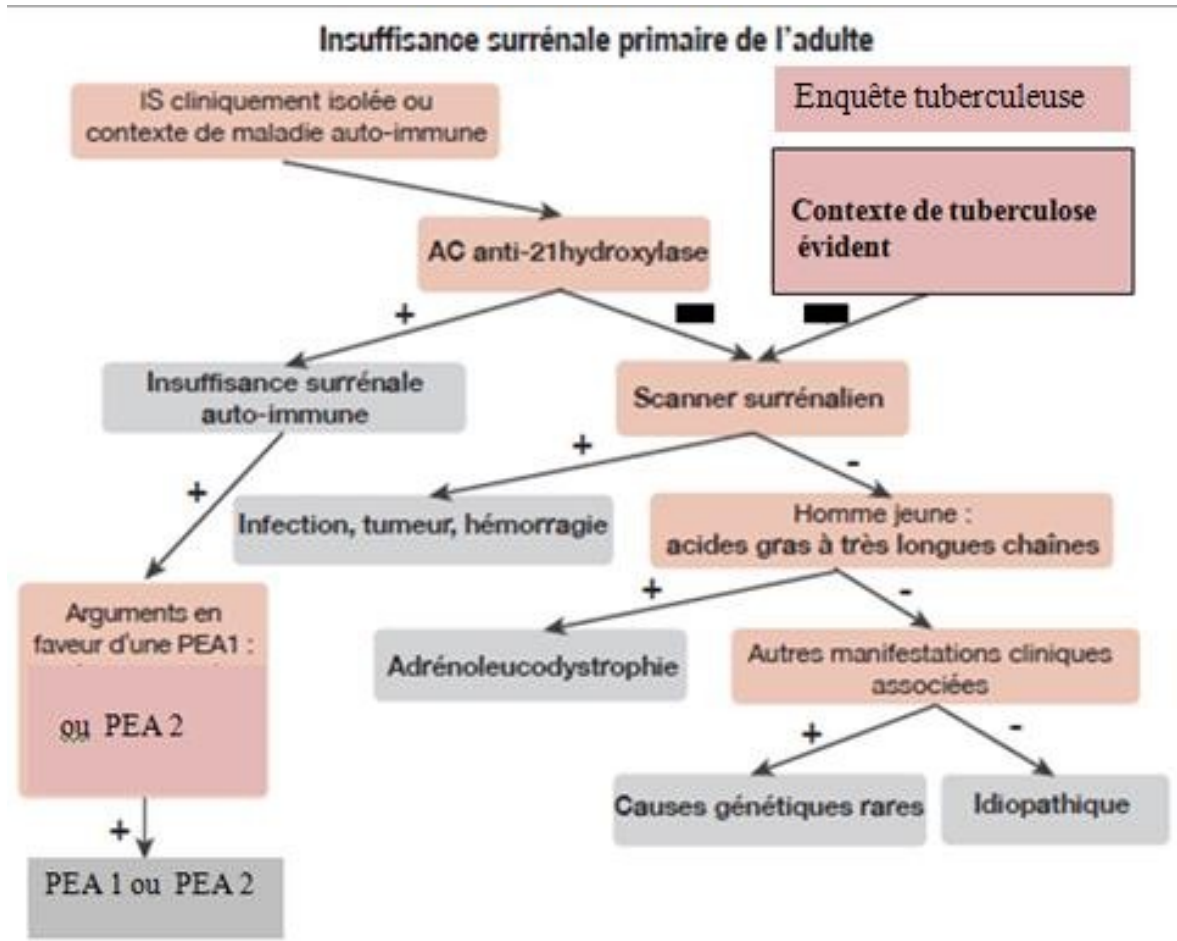 Insuffisance surrénale primaire de l'adulte
IS cliniquement isolée ou
contexte de maladie auto-immune
Enquête tuberculeuse
Contexte de tuberculose
évident
AC anti-21hydroxylase
+
Insuffisance surrénale
auto-immune
Scanner surrénalien
+
+
-
Infection, tumeur, hémorragie
Homme jeune :
acides gras à très longues chaînes
Arguments en
faveur d'une PEA1 :
ou PEA 2
+
-
Adrénoleucodystrophie
Autres manifestations cliniques
associées
+
-
Causes génétiques rares
Idiopathique
+
PEA 1 ou PEA 2